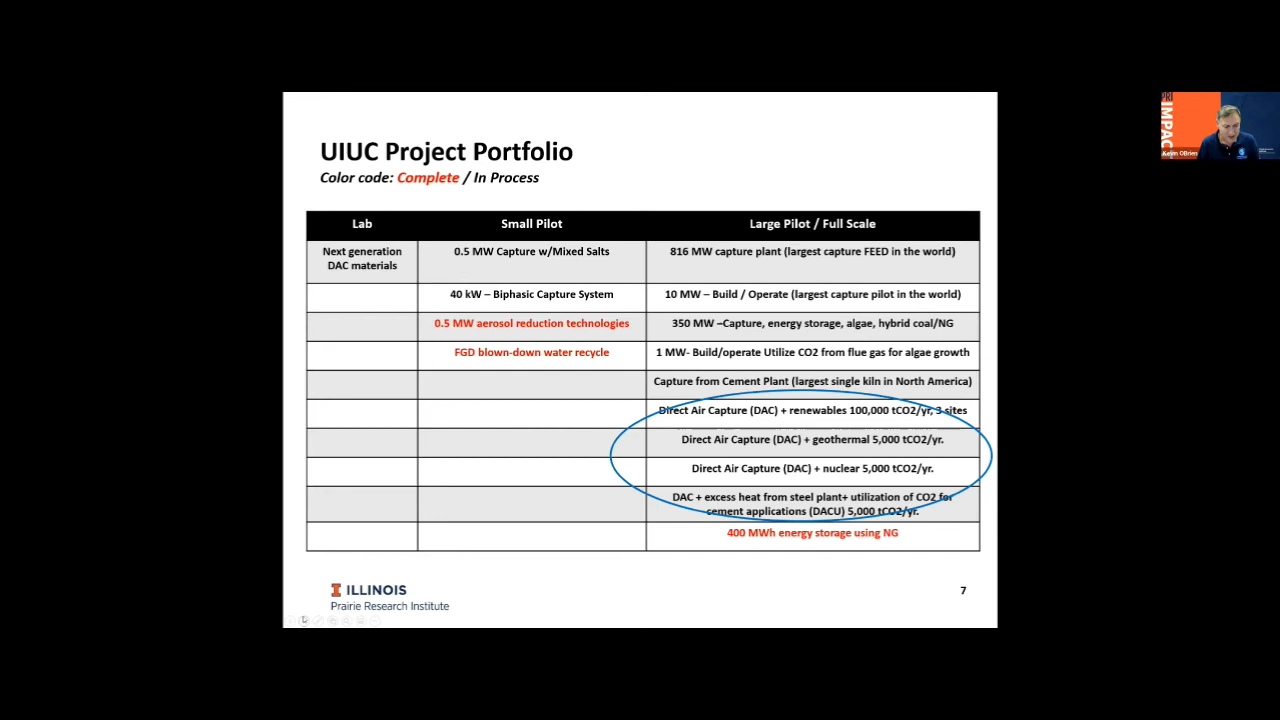 UIUC Project Portfolio
Color code: Complete / In Process
Lab
Small Pilot
Large Pilot / Full Scale
Next generation
DAC materials
0.5 MW Capture w/Mixed Salts
816 MW capture plant (largest capture FEED in the world)
40 kW – Biphasic Capture System
10 MW – Build / Operate (largest capture pilot in the world)
0.5 MW aerosol reduction technologies
350 MW –Capture, energy storage, algae, hybrid coal/NG
FGD blown-down water recycle
1 MW- Build/operate Utilize CO2 from flue gas for algae growth
Capture from Cement Plant (largest single kiln in North America)
Direct Air Capture (DAC) + renewables 100,000 tCO2/yr, 3 sites
Direct Air Capture (DAC) + geothermal 5,000 tCO2/yr.
Direct Air Capture (DAC) + nuclear 5,000 tCO2/yr.
DAC + excess heat from steel plant+ utilization of CO2 for
cement applications (DACU) 5,000 tCO2/yr.
400 MWh energy storage using NG
I ILLINOIS
Prairie Research Institute
7
PRI
IMPAC
Kevin OBrien